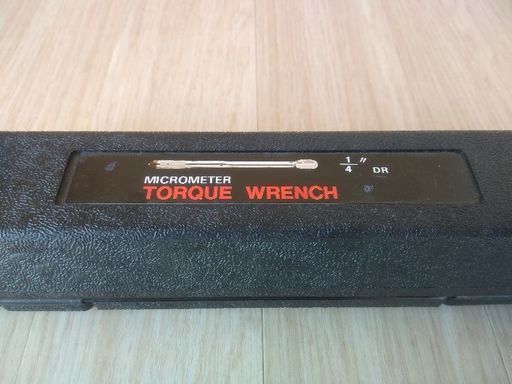 MICROMETER
TORQUE WRENCH
1/4" DR